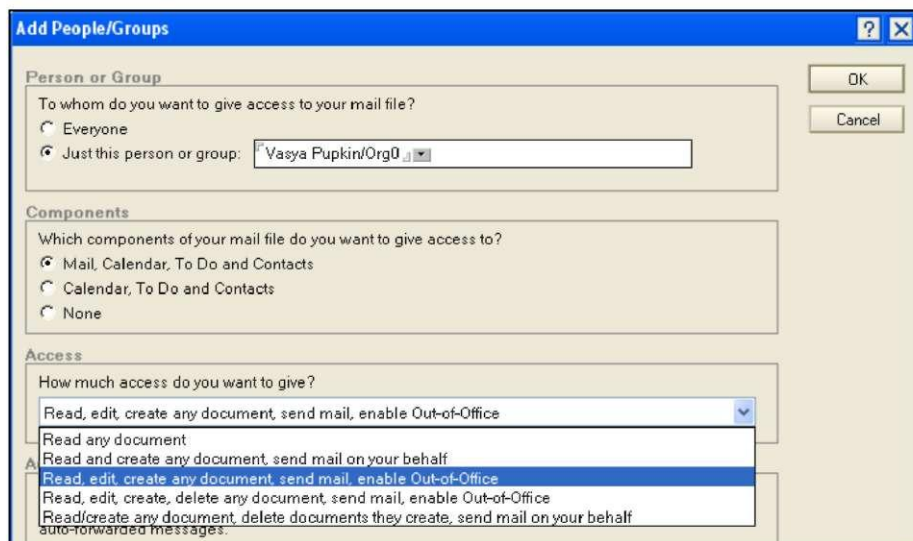 Add People/Groups
?
X
Person or Group
To whom do you want to give access to your mail file?
Everyone
Just this person or group: Vasya Pupkin/Org0
OK
Cancel
Components
Which components of your mail file do you want to give access to?
Mail, Calendar, To Do and Contacts
Calendar, To Do and Contacts
None
Access
How much access do you want to give?
Read, edit, create any document, send mail, enable Out-of-Office
Read any document
Read and create any document, send mail on your behalf
Read, edit, create any document, send mail, enable Out-of-Office
Read, edit, create, delete any document, send mail, enable Out-of-Office
Read/create any document, delete documents they create, send mail on your behalf
auto-forwarded messages.